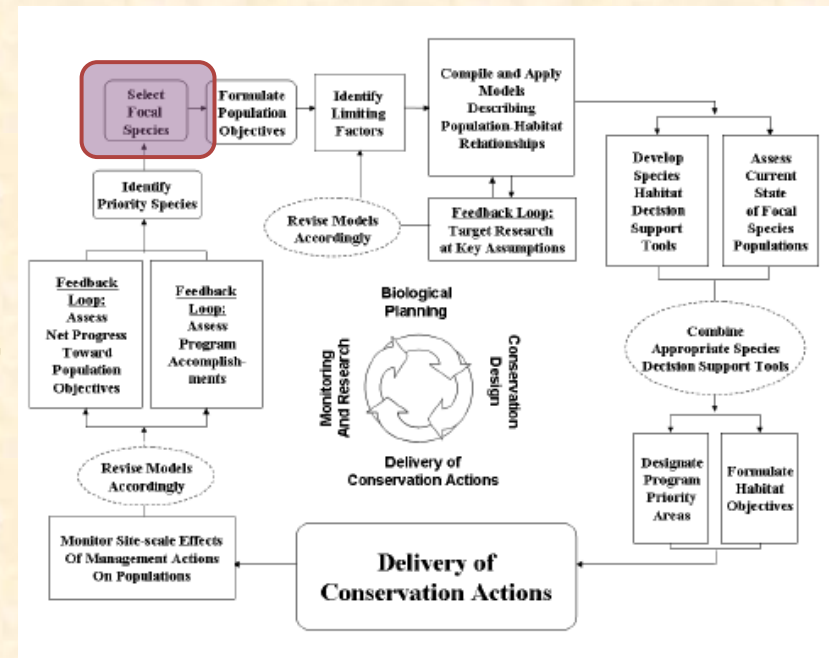 Select
Focal
Species
Formulate
Population
Objectives
Identify
Limiting
Factors
Compile and Apply
Models
Describing
Population-Habitat
Relationships
Identify
Priority Species
Revise Models
Accordingly
Feedback Loop:
Target Research
at Key Assumptions
Develop
Species
Habitat
Decision
Support
Tools
Assess
Current
State
of Focal
Species
Populations
Feedback
Loop:
Assess
Net Progress
Toward
Population
Objectives
Feedback
Loop:
Assess
Program
Accomplish-
ments
Biological
Planning
Monitoring
And Research
Conservation
Design
Delivery of
Conservation Actions
Combine
Appropriate Species
Decision Support Tools
Revise Models
Accordingly
Designate
Program
Priority
Areas
Formulate
Habitat
Objectives
Monitor Site-scale Effects
Of Management Actions
On Populations
Delivery of
Conservation Actions